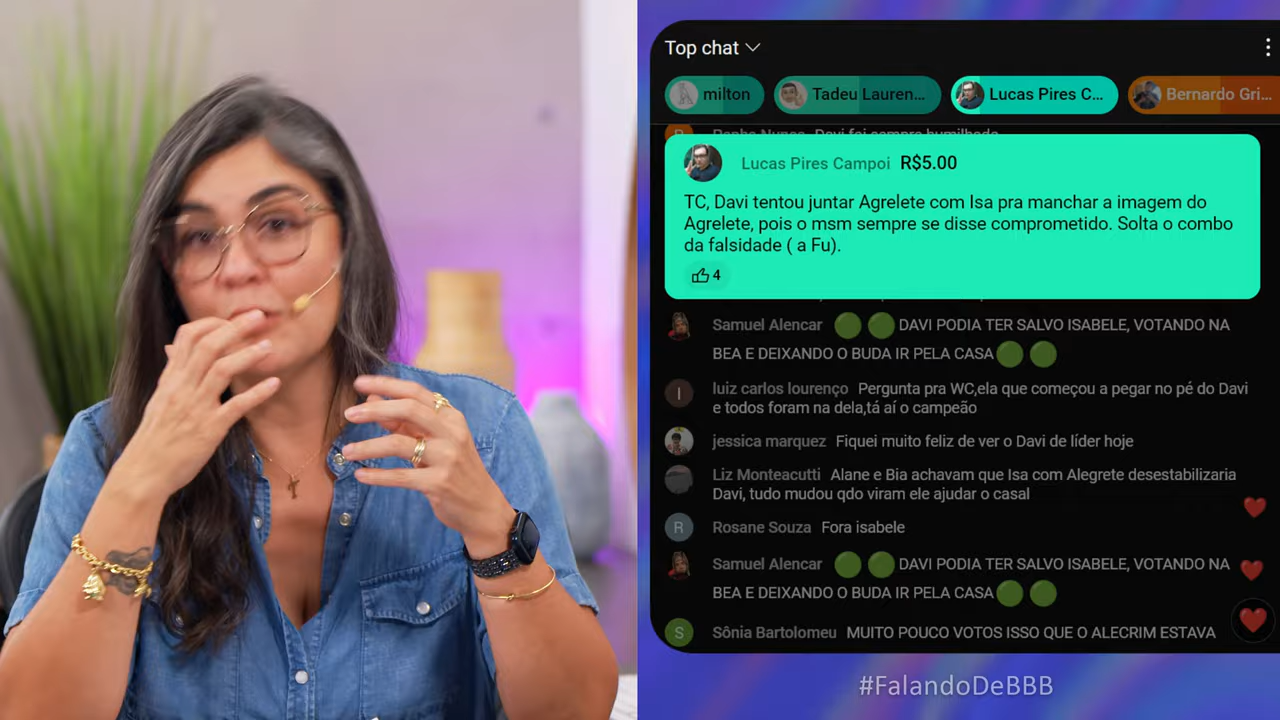 Top chat
milton
Tadeu Lauren...
Lucas Pires C...
Bernardo Gri...
Davi foi sempre humilhado
Lucas Pires Campoi R$5.00
TC, Davi tentou juntar Agrelete com Isa pra manchar a imagem do
Agrelete, pois o msm sempre se disse comprometido. Solta o combo
da falsidade ( a Fu).
4
Samuel Alencar DAVI PODIA TER SALVO ISABELE, VOTANDO NA
BEA E DEIXANDO O BUDA IR PELA CASA
I luiz carlos lourenço Pergunta pra WC,ela que começou a pegar no pé do Davi
e todos foram na dela,tá aí o campeão
jessica marquez Fiquei muito feliz de ver o Davi de líder hoje
Liz Monteacutti Alane e Bia achavam que Isa com Alegrete desestabilizaria
Davi, tudo mudou qdo viram ele ajudar o casal
R Rosane Souza Fora isabele
Samuel Alencar DAVI PODIA TER SALVO ISABELE, VOTANDO NA
BEA E DEIXANDO O BUDA IR PELA CASA
S Sônia Bartolomeu MUITO POUCO VOTOS ISSO QUE O ALECRIM ESTAVA
#FalandoDeBBB